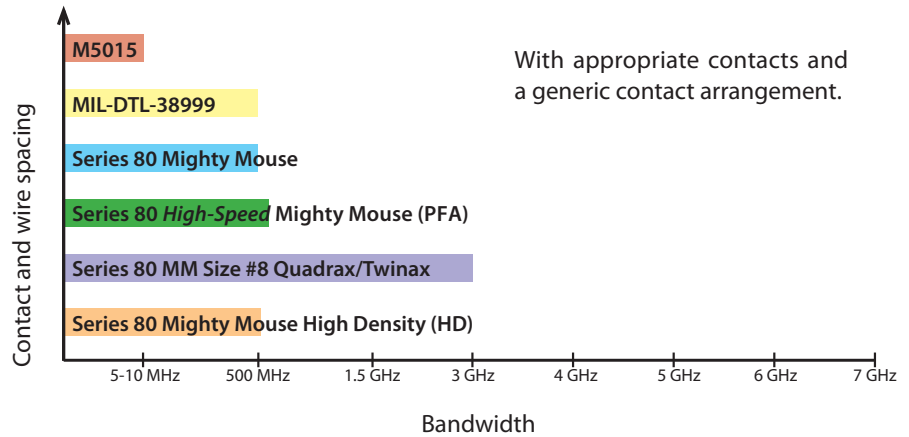 M5015
With appropriate contacts and
a generic contact arrangement.
MIL-DTL-38999
Series 80 Mighty Mouse
Series 80 High-Speed Mighty Mouse (PFA)
Series 80 MM Size #8 Quadrax/Twinax
Series 80 Mighty Mouse High Density (HD)
Contact and wire spacing
5-10 MHz 500 MHz 1.5 GHz 3 GHz 4 GHz 5 GHz 6 GHz 7 GHz
Bandwidth